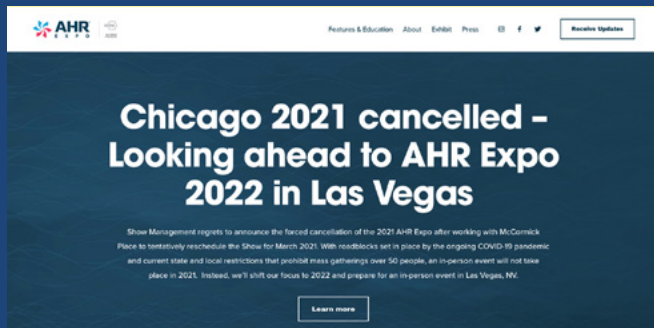 AHR
EXPO
Features & Education About Exhibit Press Receive Updates
Chicago 2021 cancelled –
Looking ahead to AHR Expo
2022 in Las Vegas
Show Management regrets to announce the forced cancellation of the 2021 AHR Expo after working with McCormick
Place to tentatively reschedule the Show for March 2021. With roadblocks set in place by the ongoing COVID-19 pandemic
and current state and local restrictions that prohibit mass gatherings over 50 people, an in-person event will not take
place in 2021. Instead, we'll shift our focus to 2022 and prepare for an in-person event in Las Vegas, NV.
Learn more